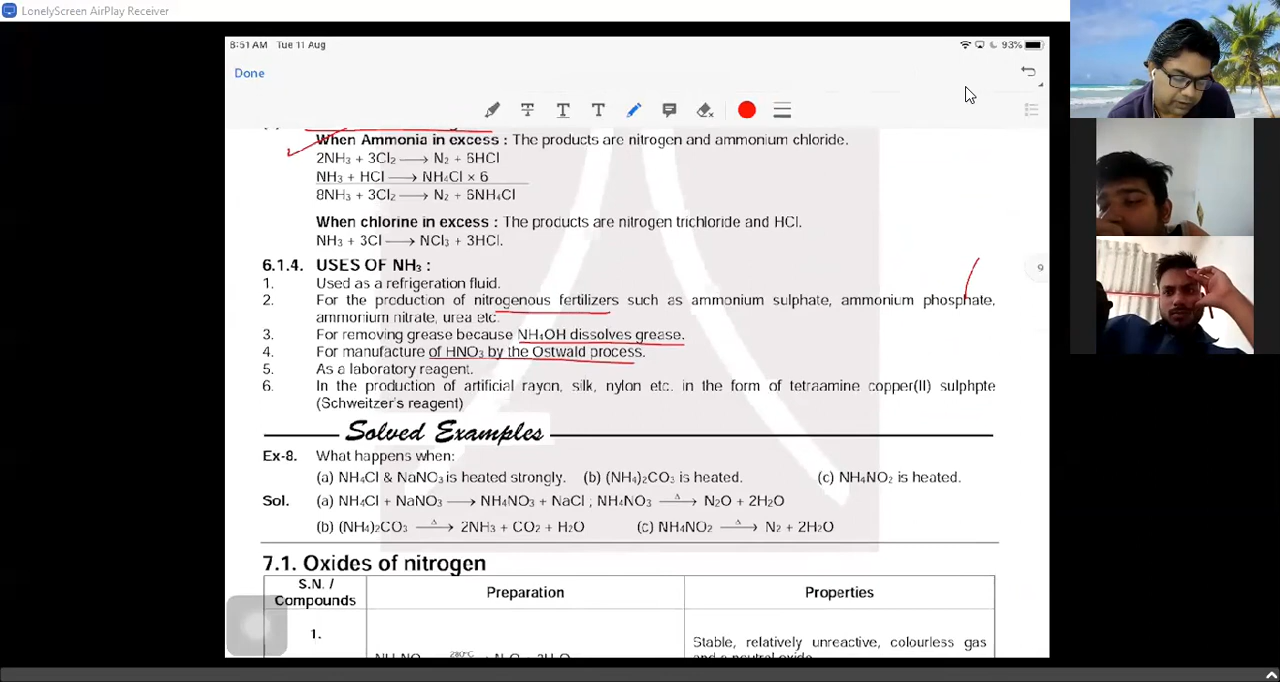 LonelyScreen AirPlay Receiver
8:51 AM Tue 11 Aug
93%
Done
When Ammonia in excess : The products are nitrogen and ammonium chloride.
2NH₃ + 3Cl₂ ⟶ N₂ + 6HCl
NH₃ + HCl ⟶ NH₄Cl × 6
8NH₃ + 3Cl₂ ⟶ N₂ + 6NH₄Cl
When chlorine in excess : The products are nitrogen trichloride and HCl.
NH₃ + 3Cl ⟶ NCl₃ + 3HCl.
6.1.4. USES OF NH₃ :
1. Used as a refrigeration fluid.
9
2. For the production of nitrogenous fertilizers such as ammonium sulphate, ammonium phosphate,
ammonium nitrate, urea etc.
3. For removing grease because NH₄OH dissolves grease.
4. For manufacture of HNO₃ by the Ostwald process.
5. As a laboratory reagent.
6. In the production of artificial rayon, silk, nylon etc. in the form of tetraamine copper(II) sulphpte
(Schweitzer's reagent)
Solved Examples
Ex-8. What happens when:
(a) NH₄Cl & NaNO₃ is heated strongly. (b) (NH₄)₂CO₃ is heated. (c) NH₄NO₂ is heated.
Sol. (a) NH₄Cl + NaNO₃ ⟶ NH₄NO₃ + NaCl ; NH₄NO₃ —Δ→ N₂O + 2H₂O
(b) (NH₄)₂CO₃ —Δ→ 2NH₃ + CO₂ + H₂O (c) NH₄NO₂ —Δ→ N₂ + 2H₂O
7.1. Oxides of nitrogen
S.N. /
Compounds
Preparation
Properties
1.
Stable, relatively unreactive, colourless gas